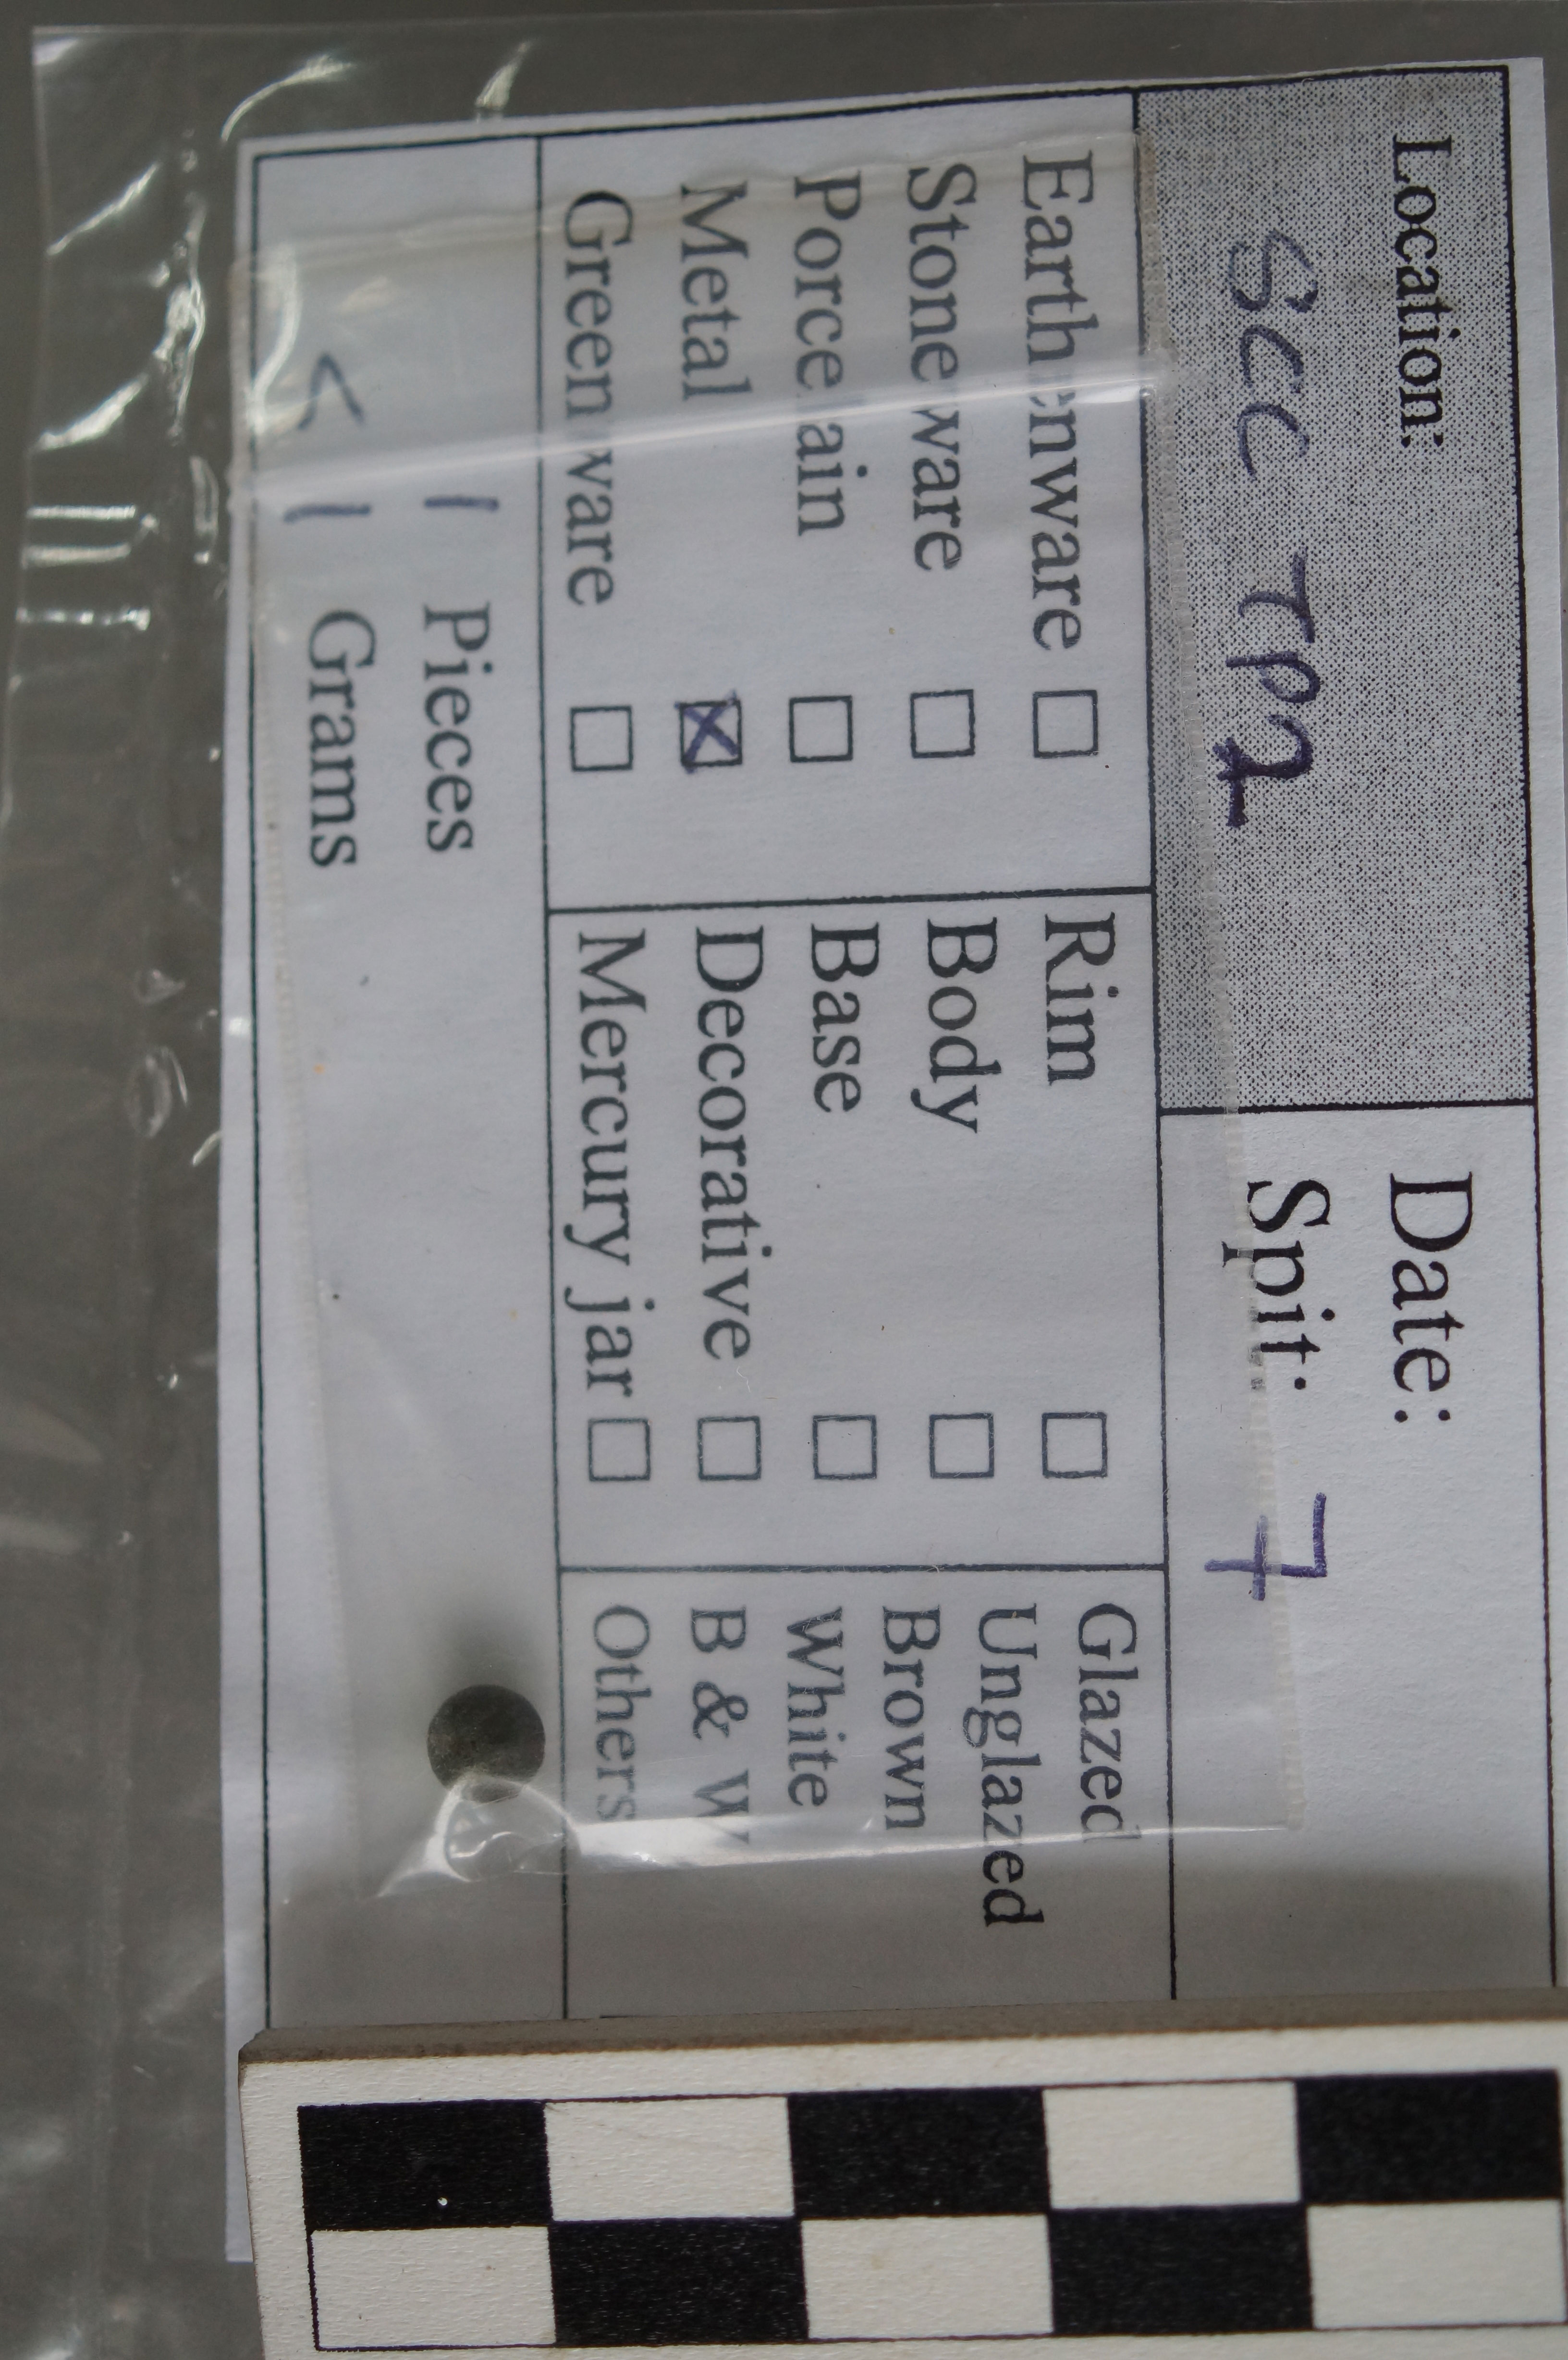 Location:
SCC TP2
Date:
Spit: 7
Earthenware ☐
Stoneware ☐
Porcelain ☐
Metal ☒
Greenware ☐
Rim ☐
Body ☐
Base ☐
Decorative ☐
Mercury jar ☐
Glazed
Unglazed
Brown
White
B & W
Others
1 Pieces
< 1 Grams